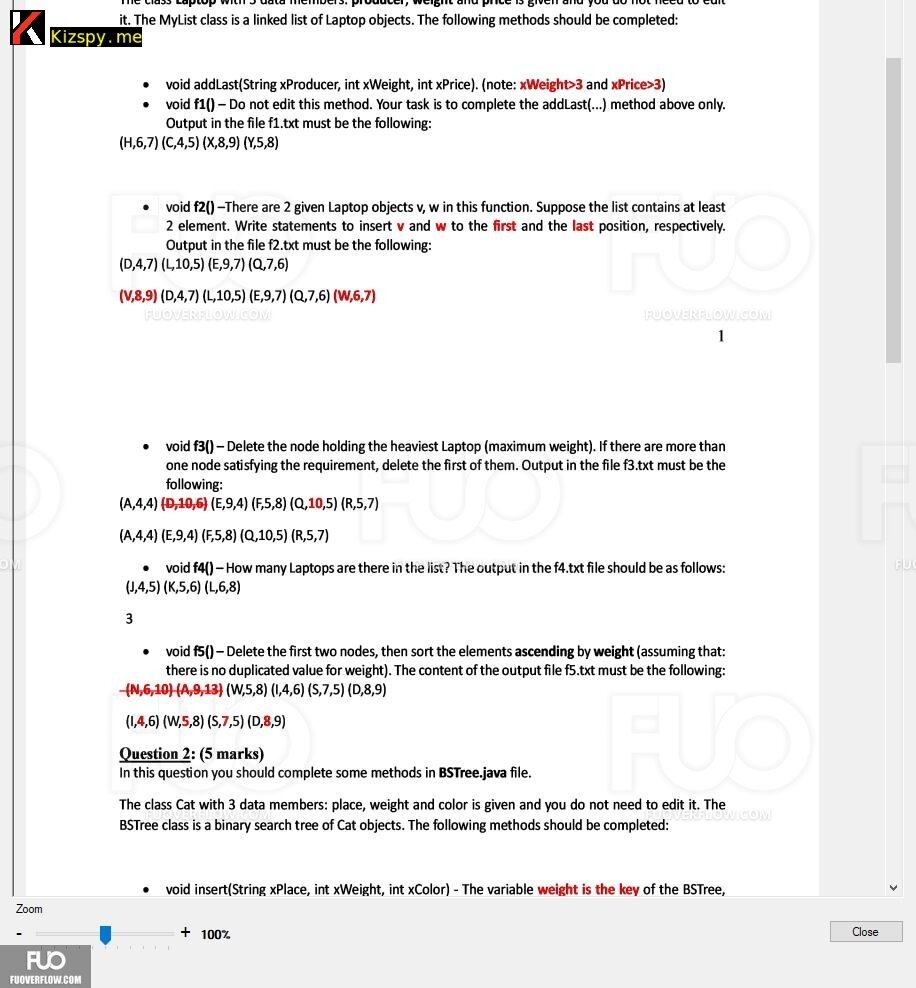 The class Laptop with 3 data members: producer, weight and price is given and you do not need to edit
it. The MyList class is a linked list of Laptop objects. The following methods should be completed:
Kizspy.me
• void addLast(String xProducer, int xWeight, int xPrice). (note: xWeight>3 and xPrice>3)
• void f1() – Do not edit this method. Your task is to complete the addLast(...) method above only.
Output in the file f1.txt must be the following:
(H,6,7) (C,4,5) (X,8,9) (Y,5,8)
• void f2() –There are 2 given Laptop objects v, w in this function. Suppose the list contains at least
2 element. Write statements to insert v and w to the first and the last position, respectively.
Output in the file f2.txt must be the following:
(D,4,7) (L,10,5) (E,9,7) (Q,7,6)
(V,8,9) (D,4,7) (L,10,5) (E,9,7) (Q,7,6) (W,6,7)
FUOVERFLOW.COM FUOVERFLOW.COM
1
• void f3() – Delete the node holding the heaviest Laptop (maximum weight). If there are more than
one node satisfying the requirement, delete the first of them. Output in the file f3.txt must be the
following:
(A,4,4) (D,10,6) (E,9,4) (F,5,8) (Q,10,5) (R,5,7)
FUO
(A,4,4) (E,9,4) (F,5,8) (Q,10,5) (R,5,7)
• void f4() – How many Laptops are there in the list? The output in the f4.txt file should be as follows:
(J,4,5) (K,5,6) (L,6,8)
3
• void f5() – Delete the first two nodes, then sort the elements ascending by weight (assuming that:
there is no duplicated value for weight). The content of the output file f5.txt must be the following:
(N,6,10) (A,9,13) (W,5,8) (I,4,6) (S,7,5) (D,8,9)
(I,4,6) (W,5,8) (S,7,5) (D,8,9)
Question 2: (5 marks)
In this question you should complete some methods in BSTree.java file.
The class Cat with 3 data members: place, weight and color is given and you do not need to edit it. The
FUOVERFLOW.COM FUOVERFLOW.COM
BSTree class is a binary search tree of Cat objects. The following methods should be completed:
• void insert(String xPlace, int xWeight, int xColor) - The variable weight is the key of the BSTree,
Zoom
- + 100%
Close
FUO
FUOVERFLOW.COM